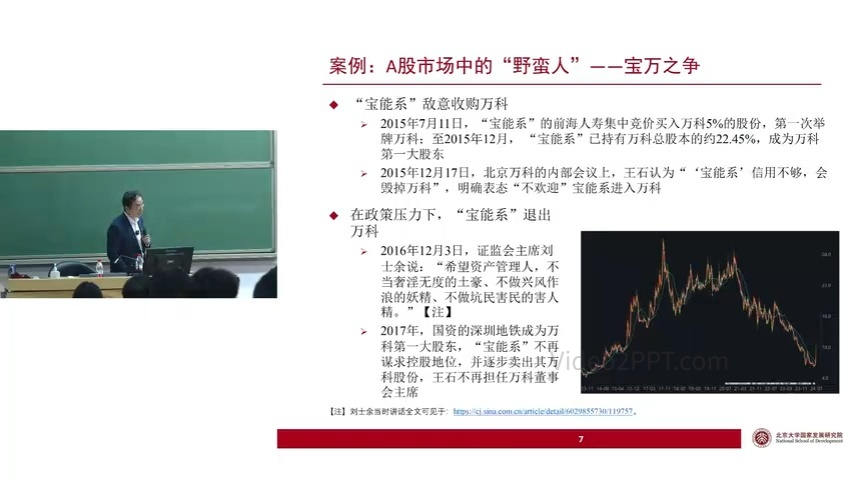 案例：A股市场中的“野蛮人”——宝万之争
◆ “宝能系”敌意收购万科
➢ 2015年7月11日，“宝能系”的前海人寿集中竞价买入万科5%的股份，第一次举
牌万科；至2015年12月，“宝能系”已持有万科总股本的约22.45%，成为万科
第一大股东
➢ 2015年12月17日，北京万科的内部会议上，王石认为“‘宝能系’信用不够，会
毁掉万科”，明确表态“不欢迎”宝能系进入万科
◆ 在政策压力下，“宝能系”退出
万科
➢ 2016年12月3日，证监会主席刘
士余说：“希望资产管理人，不
当奢淫无度的土豪、不做兴风作
浪的妖精、不做坑民害民的害人
精。”【注】
➢ 2017年，国资的深圳地铁成为万
科第一大股东，“宝能系”不再
谋求控股地位，并逐步卖出其万
科股份，王石不再担任万科董事
会主席
Video2PPT.com
【注】刘士余当时讲话全文可见于：https://cj.sina.com.cn/article/detail/6029855730/119757。
7
北京大学国家发展研究院
National School of Development